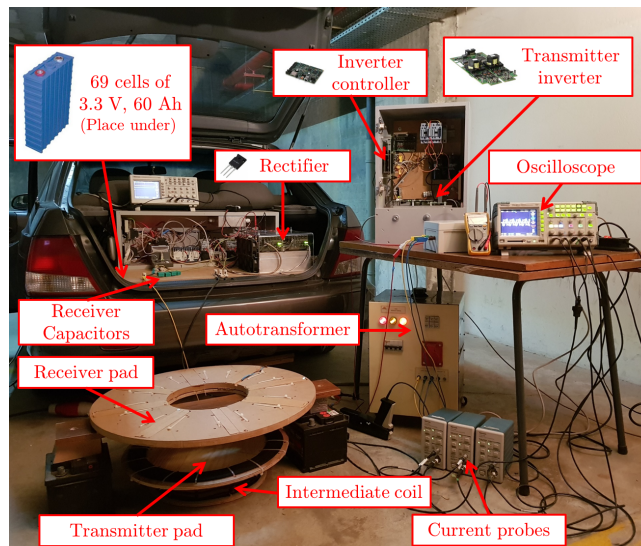 69 cells of
3.3 V, 60 Ah
(Place under)
Inverter
controller
Transmitter
inverter
Rectifier
Oscilloscope
Receiver
Capacitors
Autotransformer
Receiver pad
Intermediate coil
Transmitter pad
Current probes